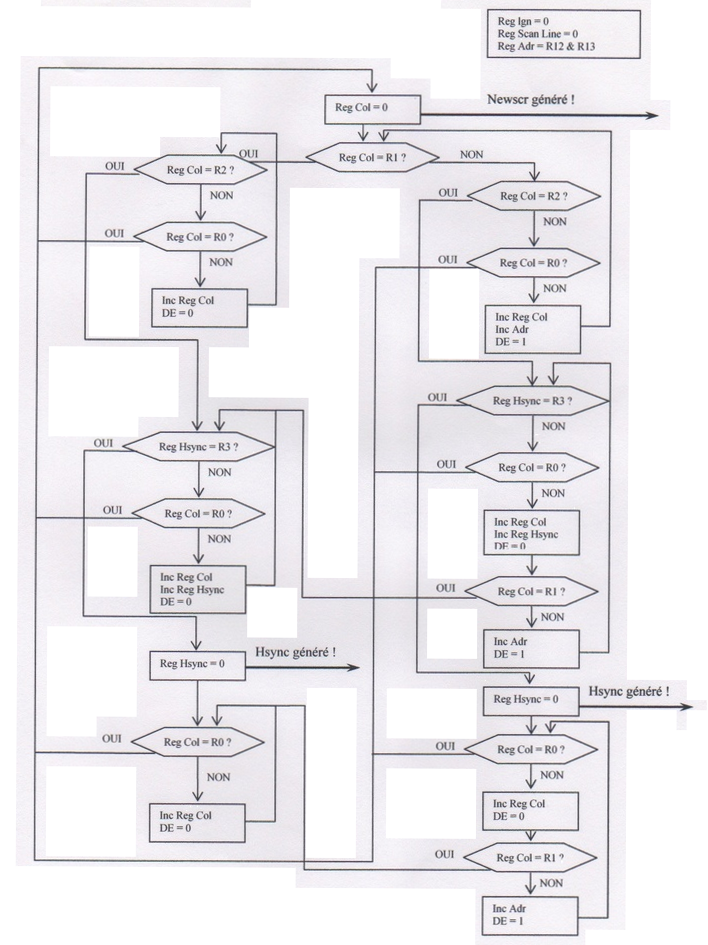 Reg Ign = 0
Reg Scan Line = 0
Reg Adr = R12 & R13
Reg Col = 0
Newscr généré !
Reg Col = R1 ?
OUI
NON
OUI
Reg Col = R2 ?
NON
OUI
Reg Col = R0 ?
NON
Inc Reg Col
DE = 0
OUI
Reg Col = R2 ?
NON
OUI
Reg Col = R0 ?
NON
Inc Reg Col
Inc Adr
DE = 1
OUI
Reg Hsync = R3 ?
NON
OUI
Reg Col = R0 ?
NON
Inc Reg Col
Inc Reg Hsync
DE = 0
Reg Hsync = 0
Hsync généré !
OUI
Reg Col = R0 ?
NON
Inc Reg Col
DE = 0
OUI
Reg Hsync = R3 ?
NON
OUI
Reg Col = R0 ?
NON
Inc Reg Col
Inc Reg Hsync
DE = 0
OUI
Reg Col = R1 ?
NON
Inc Adr
DE = 1
Reg Hsync = 0
Hsync généré !
OUI
Reg Col = R0 ?
NON
Inc Reg Col
DE = 0
OUI
Reg Col = R1 ?
NON
Inc Adr
DE = 1